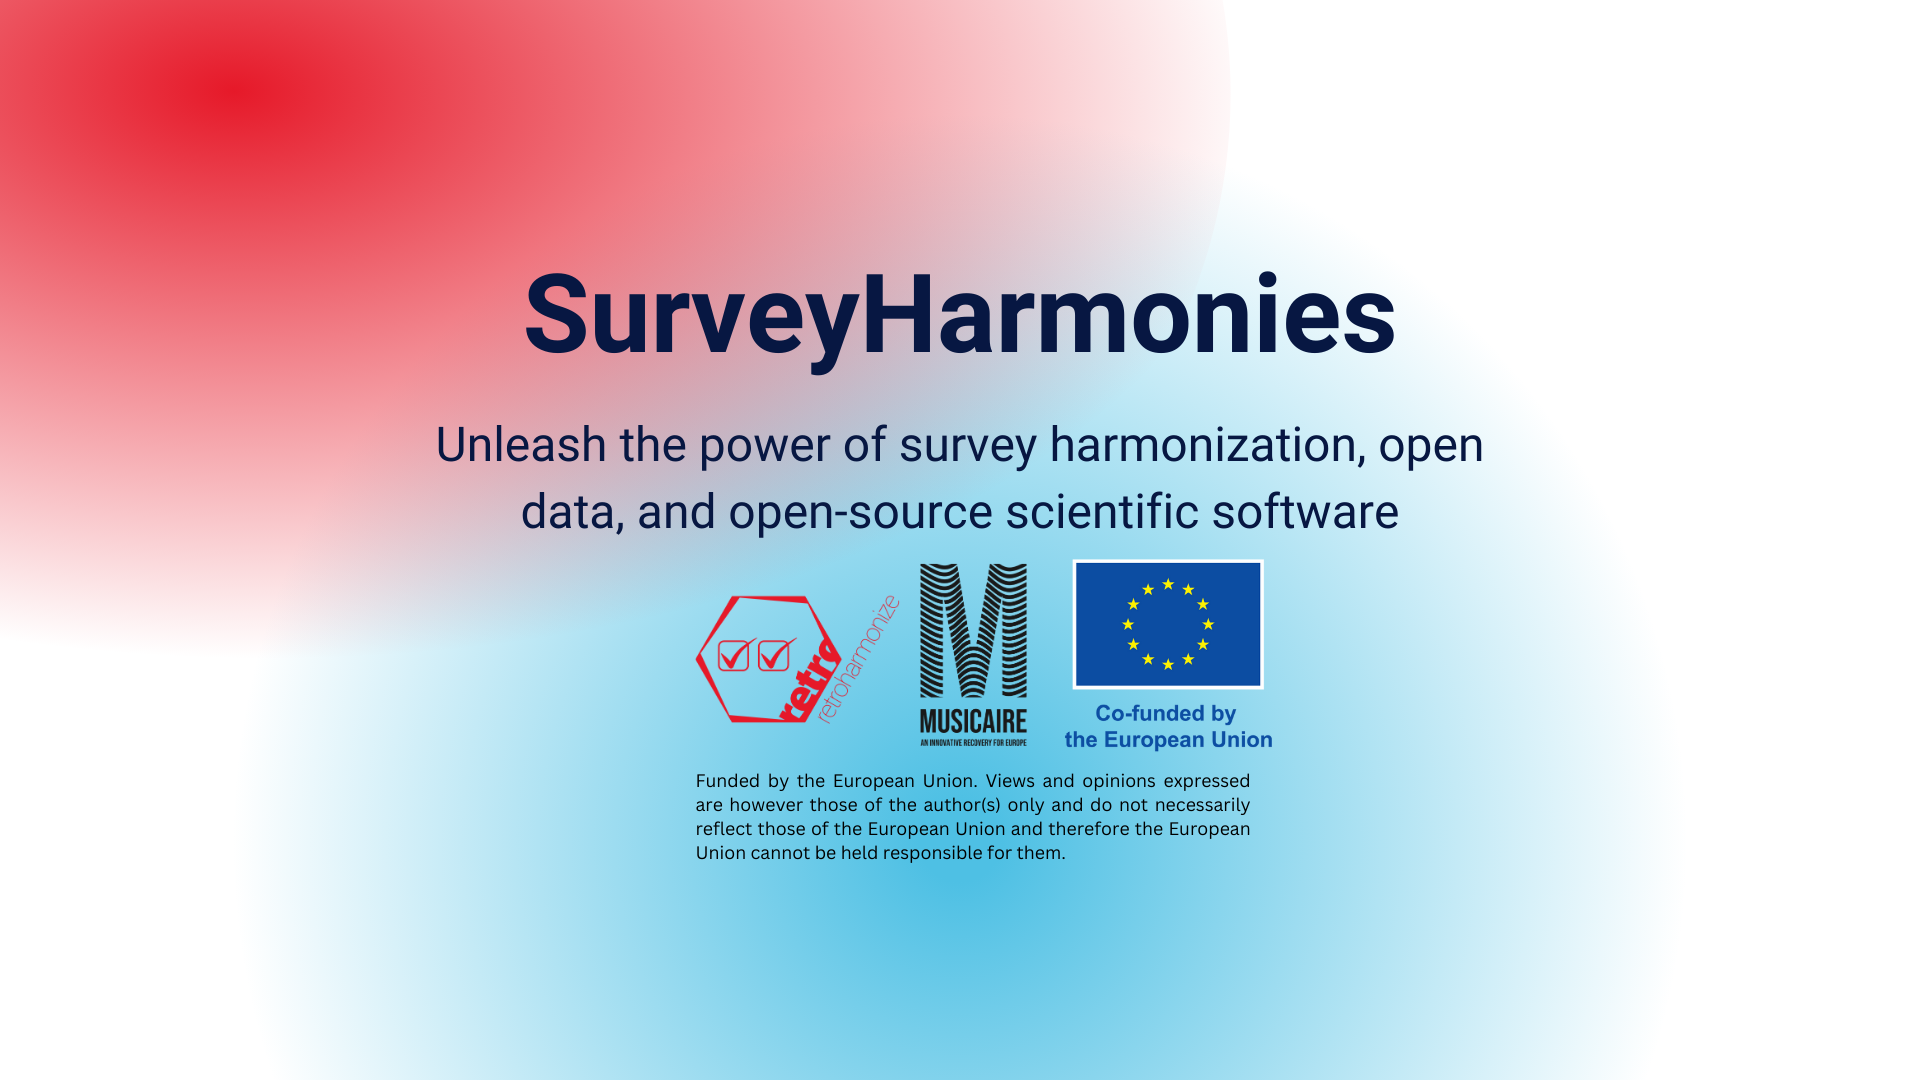 SurveyHarmonies
Unleash the power of survey harmonization, open
data, and open-source scientific software
retro
retroharmonize
MUSICAIRE
AN INNOVATIVE RECOVERY FOR EUROPE
Co-funded by
the European Union
Funded by the European Union. Views and opinions expressed
are however those of the author(s) only and do not necessarily
reflect those of the European Union and therefore the European
Union cannot be held responsible for them.